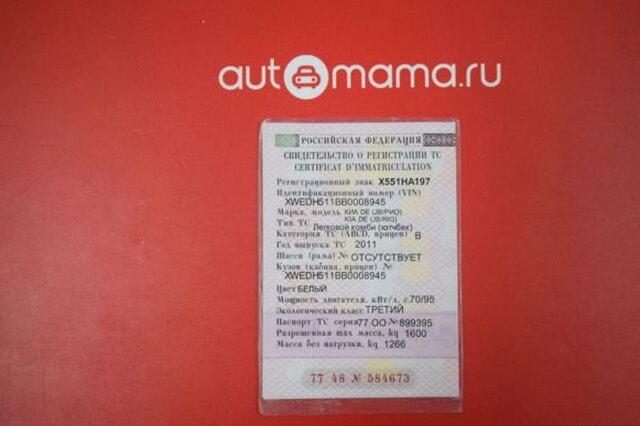 automama.ru
РОССИЙСКАЯ ФЕДЕРАЦИЯ
СВИДЕТЕЛЬСТВО О РЕГИСТРАЦИИ ТС
CERTIFICAT D'IMMATRICULATION
Регистрационный знак Х551НА197
Идентификационный номер (VIN)
XWEDH511BB0008945
Марка, модель КИА DE (JB/РИО)
KIA DE (JB/RIO)
Тип ТС Легковой комби (хэтчбек)
Категория ТС (ABCD, прицеп) B
Год выпуска ТС 2011
Шасси (рама) № ОТСУТСТВУЕТ
Кузов (кабина, прицеп) №
XWEDH511BB0008945
Цвет БЕЛЫЙ
Мощность двигателя, кВт/л. с. 70/95
Экологический класс ТРЕТИЙ
Паспорт ТС серия 77 ОО № 899395
Разрешенная max масса, kg 1600
Масса без нагрузки, kg 1266
77 48 № 584673